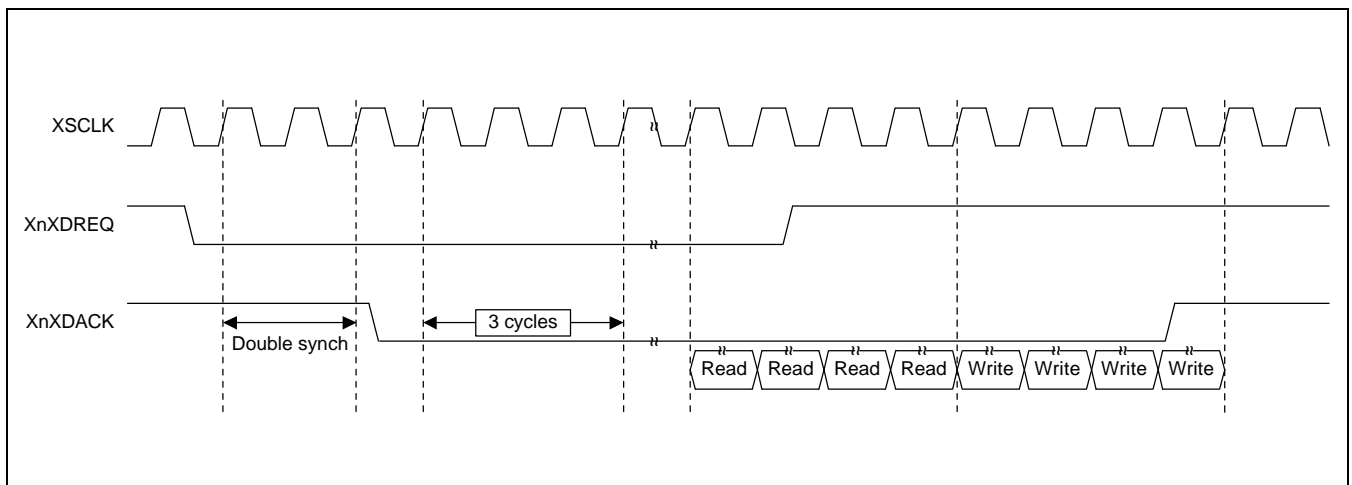 XSCLK
XnXDREQ
XnXDACK
3 cycles
Double synch
Read Read Read Read Write Write Write Write